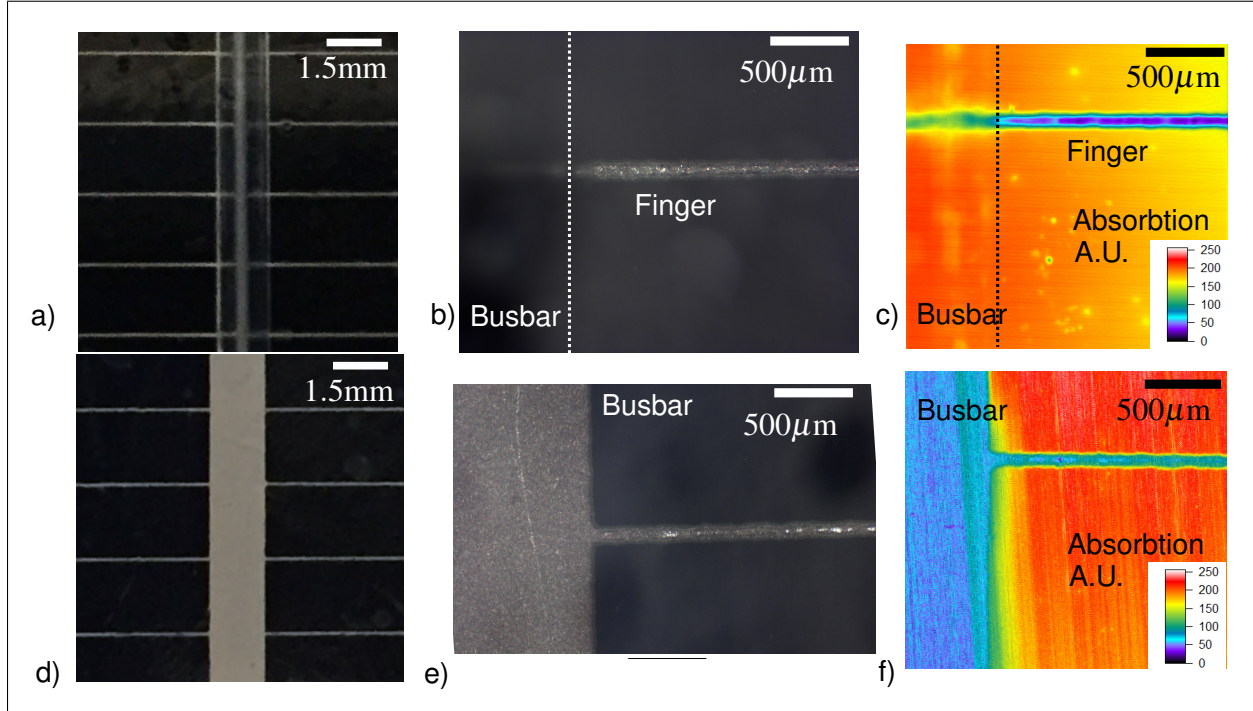 1.5mm
a)
500μm
Finger
Busbar
b)
500μm
Finger
Absorbtion
A.U.
250
200
150
100
50
0
Busbar
c)
1.5mm
d)
Busbar
500μm
e)
Busbar
500μm
Absorbtion
A.U.
250
200
150
100
50
0
f)